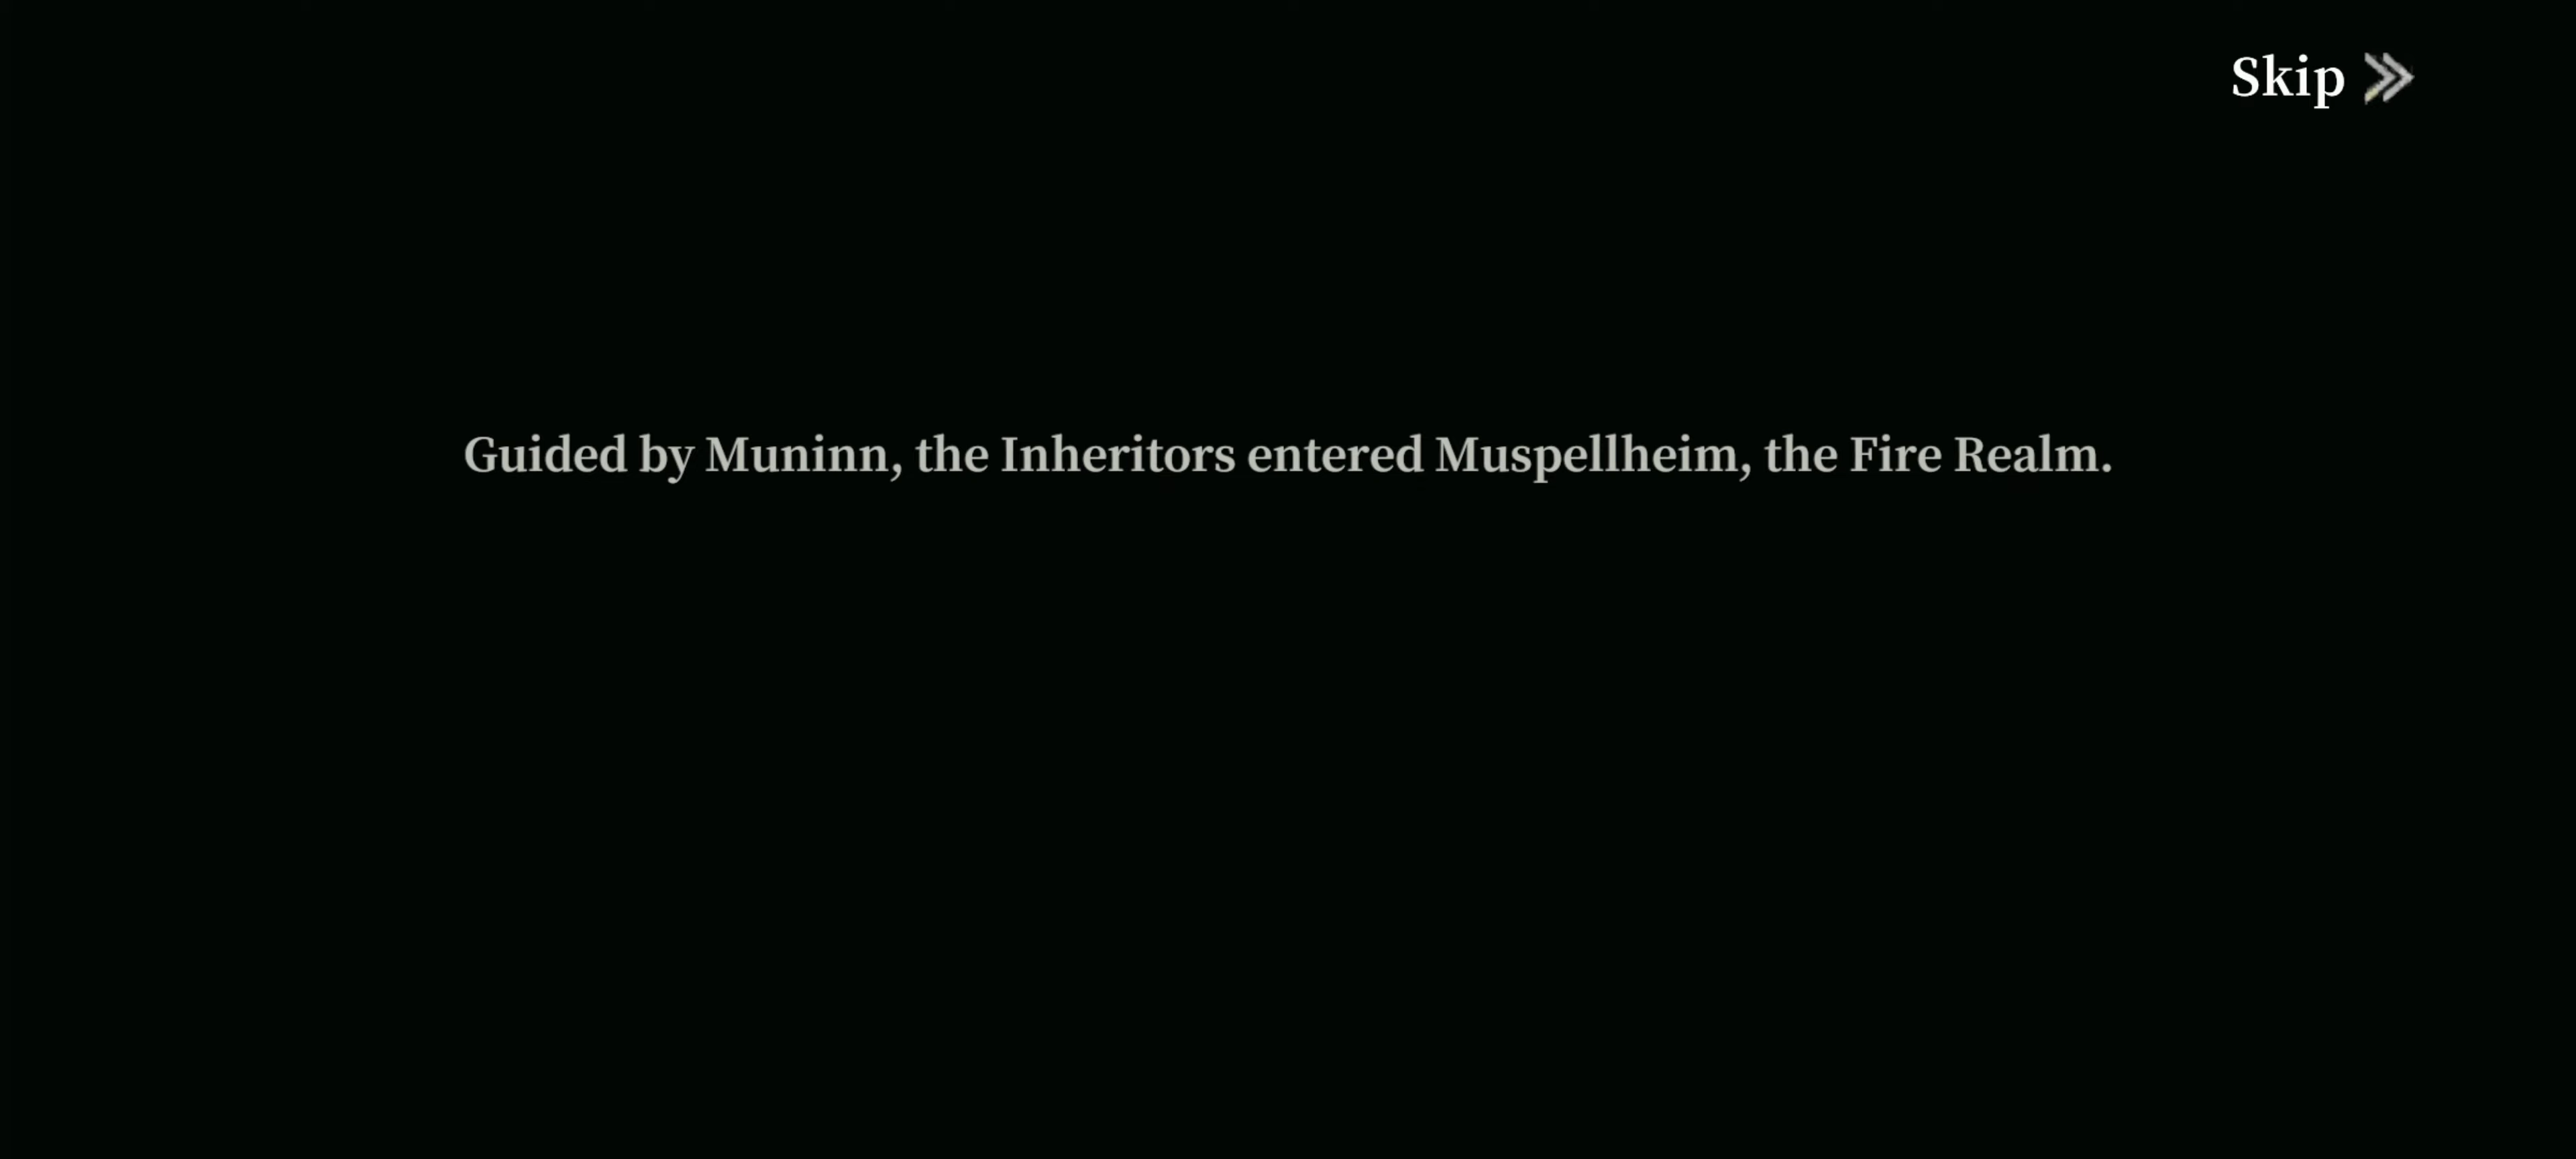 Skip
Guided by Muninn, the Inheritors entered Muspellheim, the Fire Realm.